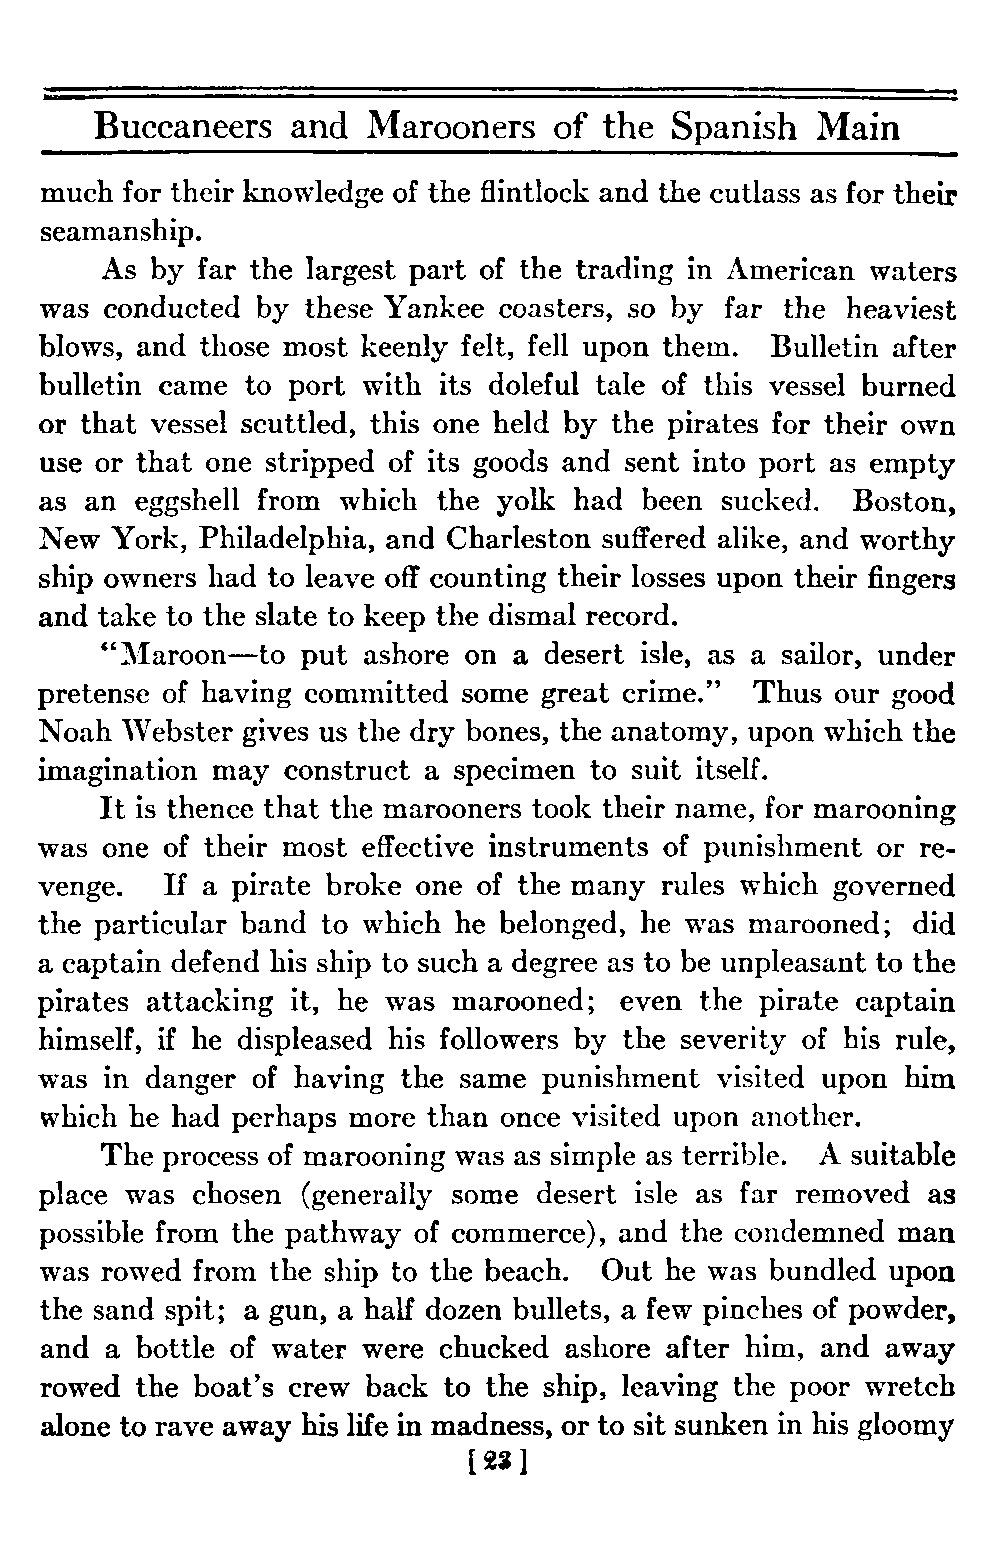 Buccaneers and Marooners of the Spanish Main
much for their knowledge of the flintlock and the cutlass as for their
seamanship.
As by far the largest part of the trading in American waters
was conducted by these Yankee coasters, so by far the heaviest
blows, and those most keenly felt, fell upon them. Bulletin after
bulletin came to port with its doleful tale of this vessel burned
or that vessel scuttled, this one held by the pirates for their own
use or that one stripped of its goods and sent into port as empty
as an eggshell from which the yolk had been sucked. Boston,
New York, Philadelphia, and Charleston suffered alike, and worthy
ship owners had to leave off counting their losses upon their fingers
and take to the slate to keep the dismal record.
“Maroon—to put ashore on a desert isle, as a sailor, under
pretense of having committed some great crime.” Thus our good
Noah Webster gives us the dry bones, the anatomy, upon which the
imagination may construct a specimen to suit itself.
It is thence that the marooners took their name, for marooning
was one of their most effective instruments of punishment or re-
venge. If a pirate broke one of the many rules which governed
the particular band to which he belonged, he was marooned; did
a captain defend his ship to such a degree as to be unpleasant to the
pirates attacking it, he was marooned; even the pirate captain
himself, if he displeased his followers by the severity of his rule,
was in danger of having the same punishment visited upon him
which he had perhaps more than once visited upon another.
The process of marooning was as simple as terrible. A suitable
place was chosen (generally some desert isle as far removed as
possible from the pathway of commerce), and the condemned man
was rowed from the ship to the beach. Out he was bundled upon
the sand spit; a gun, a half dozen bullets, a few pinches of powder,
and a bottle of water were chucked ashore after him, and away
rowed the boat’s crew back to the ship, leaving the poor wretch
alone to rave away his life in madness, or to sit sunken in his gloomy
[23]